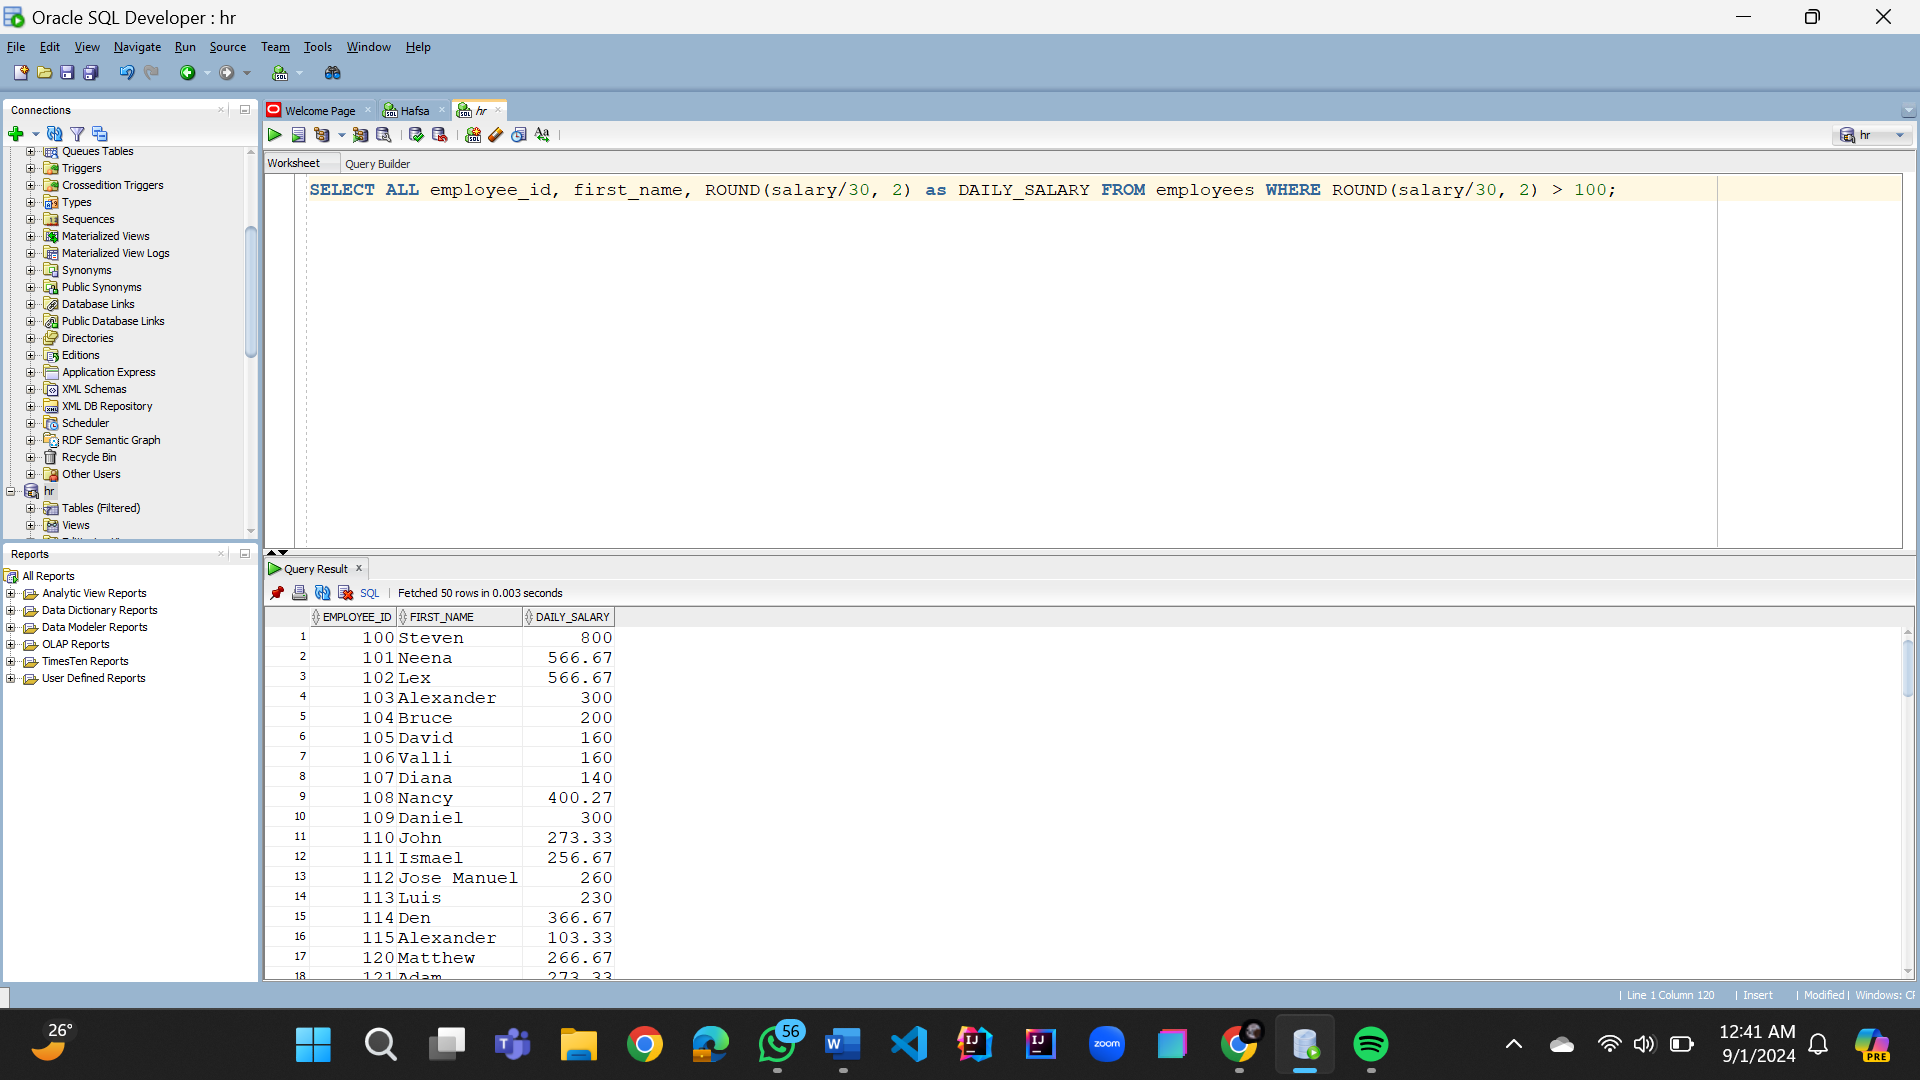 Oracle SQL Developer : hr
File Edit View Navigate Run Source Team Tools Window Help
Connections
Queues Tables
Triggers
Crossedition Triggers
Types
Sequences
Materialized Views
Materialized View Logs
Synonyms
Public Synonyms
Database Links
Public Database Links
Directories
Editions
Application Express
XML Schemas
XML DB Repository
Scheduler
RDF Semantic Graph
Recycle Bin
Other Users
hr
Tables (Filtered)
Views
Reports
All Reports
Analytic View Reports
Data Dictionary Reports
Data Modeler Reports
OLAP Reports
TimesTen Reports
User Defined Reports
Welcome Page Hafsa hr
hr
Worksheet Query Builder
SELECT ALL employee_id, first_name, ROUND(salary/30, 2) as DAILY_SALARY FROM employees WHERE ROUND(salary/30, 2) > 100;
Query Result
SQL | Fetched 50 rows in 0.003 seconds
EMPLOYEE_ID FIRST_NAME DAILY_SALARY
1 100 Steven 800
2 101 Neena 566.67
3 102 Lex 566.67
4 103 Alexander 300
5 104 Bruce 200
6 105 David 160
7 106 Valli 160
8 107 Diana 140
9 108 Nancy 400.27
10 109 Daniel 300
11 110 John 273.33
12 111 Ismael 256.67
13 112 Jose Manuel 260
14 113 Luis 230
15 114 Den 366.67
16 115 Alexander 103.33
17 120 Matthew 266.67
18 121 Adam 273.33
| Line 1 Column 120 | Insert | Modified | Windows: CF
26°
56
zoom
PRE
12:41 AM
9/1/2024